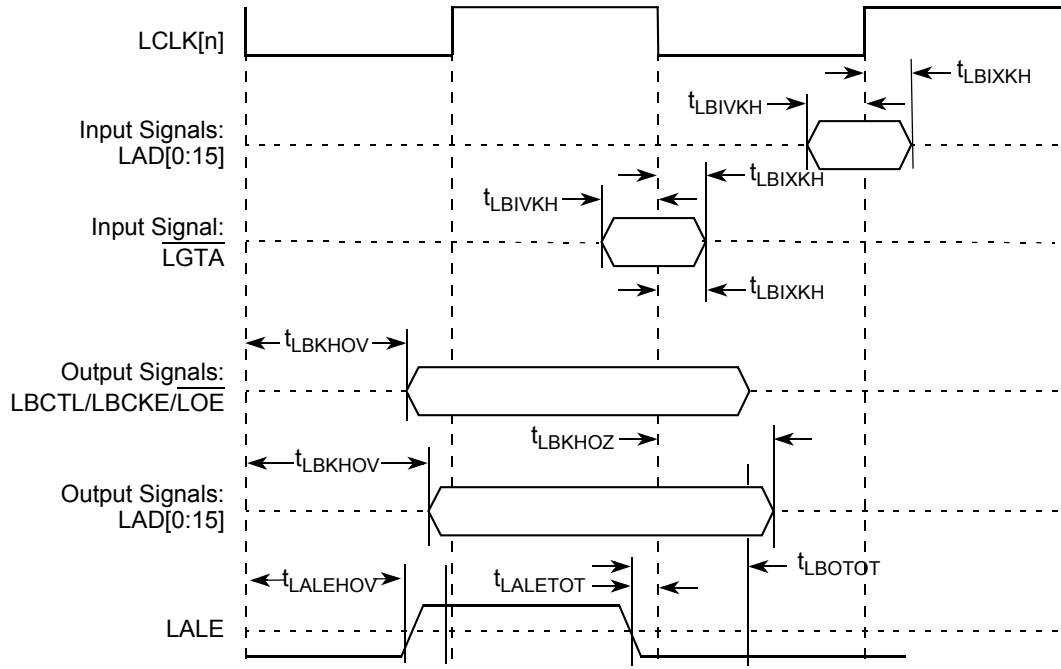 LCLK[n]
tLBIXKH
tLBIVKH
Input Signals:
LAD[0:15]
tLBIXKH
tLBIVKH
Input Signal:
LGTA
tLBIXKH
tLBKHOV
Output Signals:
LBCTL/LBCKE/LOE
tLBKHOZ
tLBKHOV
Output Signals:
LAD[0:15]
tLBOTOT
tLALEHOV
tLALETOT
LALE